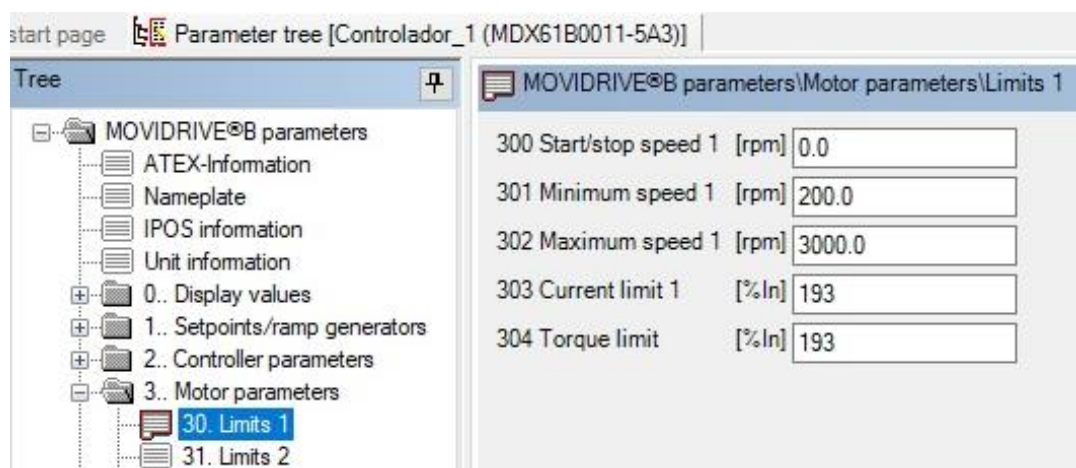 start page Parameter tree [Controlador_1 (MDX61B0011-5A3)]
Tree
MOVIDRIVE®B parameters
ATEX-Information
Nameplate
IPOS information
Unit information
0.. Display values
1.. Setpoints/ramp generators
2.. Controller parameters
3.. Motor parameters
30. Limits 1
31. Limits 2
MOVIDRIVE®B parameters\Motor parameters\Limits 1
300 Start/stop speed 1 [rpm] 0.0
301 Minimum speed 1 [rpm] 200.0
302 Maximum speed 1 [rpm] 3000.0
303 Current limit 1 [%In] 193
304 Torque limit [%In] 193